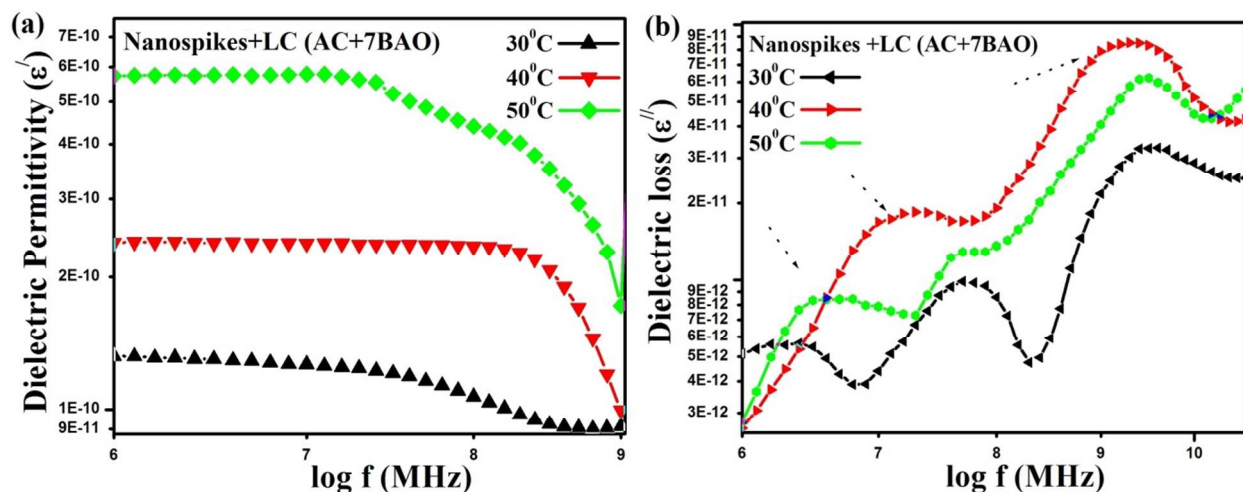 (a)
Nanospikes+LC (AC+7BAO)
30⁰C
40⁰C
50⁰C
7E-10
6E-10
5E-10
4E-10
3E-10
2E-10
1E-10
9E-11
Dielectric Permittivity (ε/)
6 7 8 9
log f (MHz)
(b)
Nanospikes +LC (AC+7BAO)
30⁰C
40⁰C
50⁰C
9E-11
8E-11
7E-11
6E-11
5E-11
4E-11
3E-11
2E-11
9E-12
8E-12
7E-12
6E-12
5E-12
4E-12
3E-12
Dielectric loss (ε//)
6 7 8 9 10
log f (MHz)